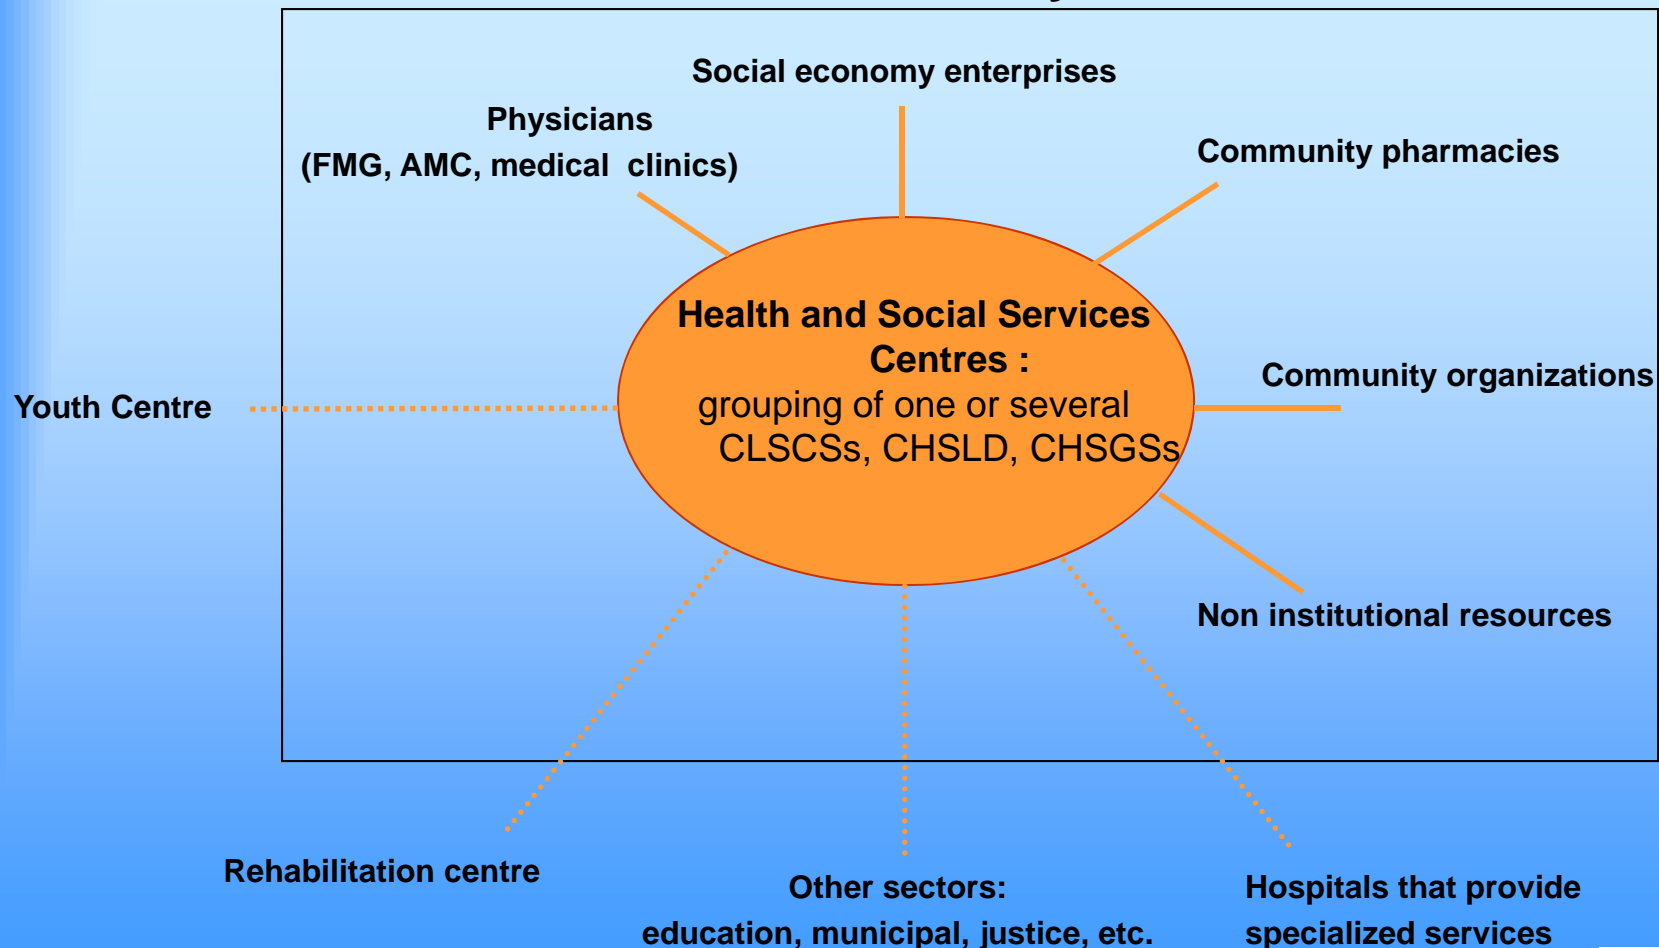 Social economy enterprises
Physicians
(FMG, AMC, medical clinics)
Community pharmacies
Health and Social Services
Centres :
grouping of one or several
CLSCSs, CHSLD, CHSGSs
Community organizations
Youth Centre
Non institutional resources
Rehabilitation centre
Other sectors:
education, municipal, justice, etc.
Hospitals that provide
specialized services